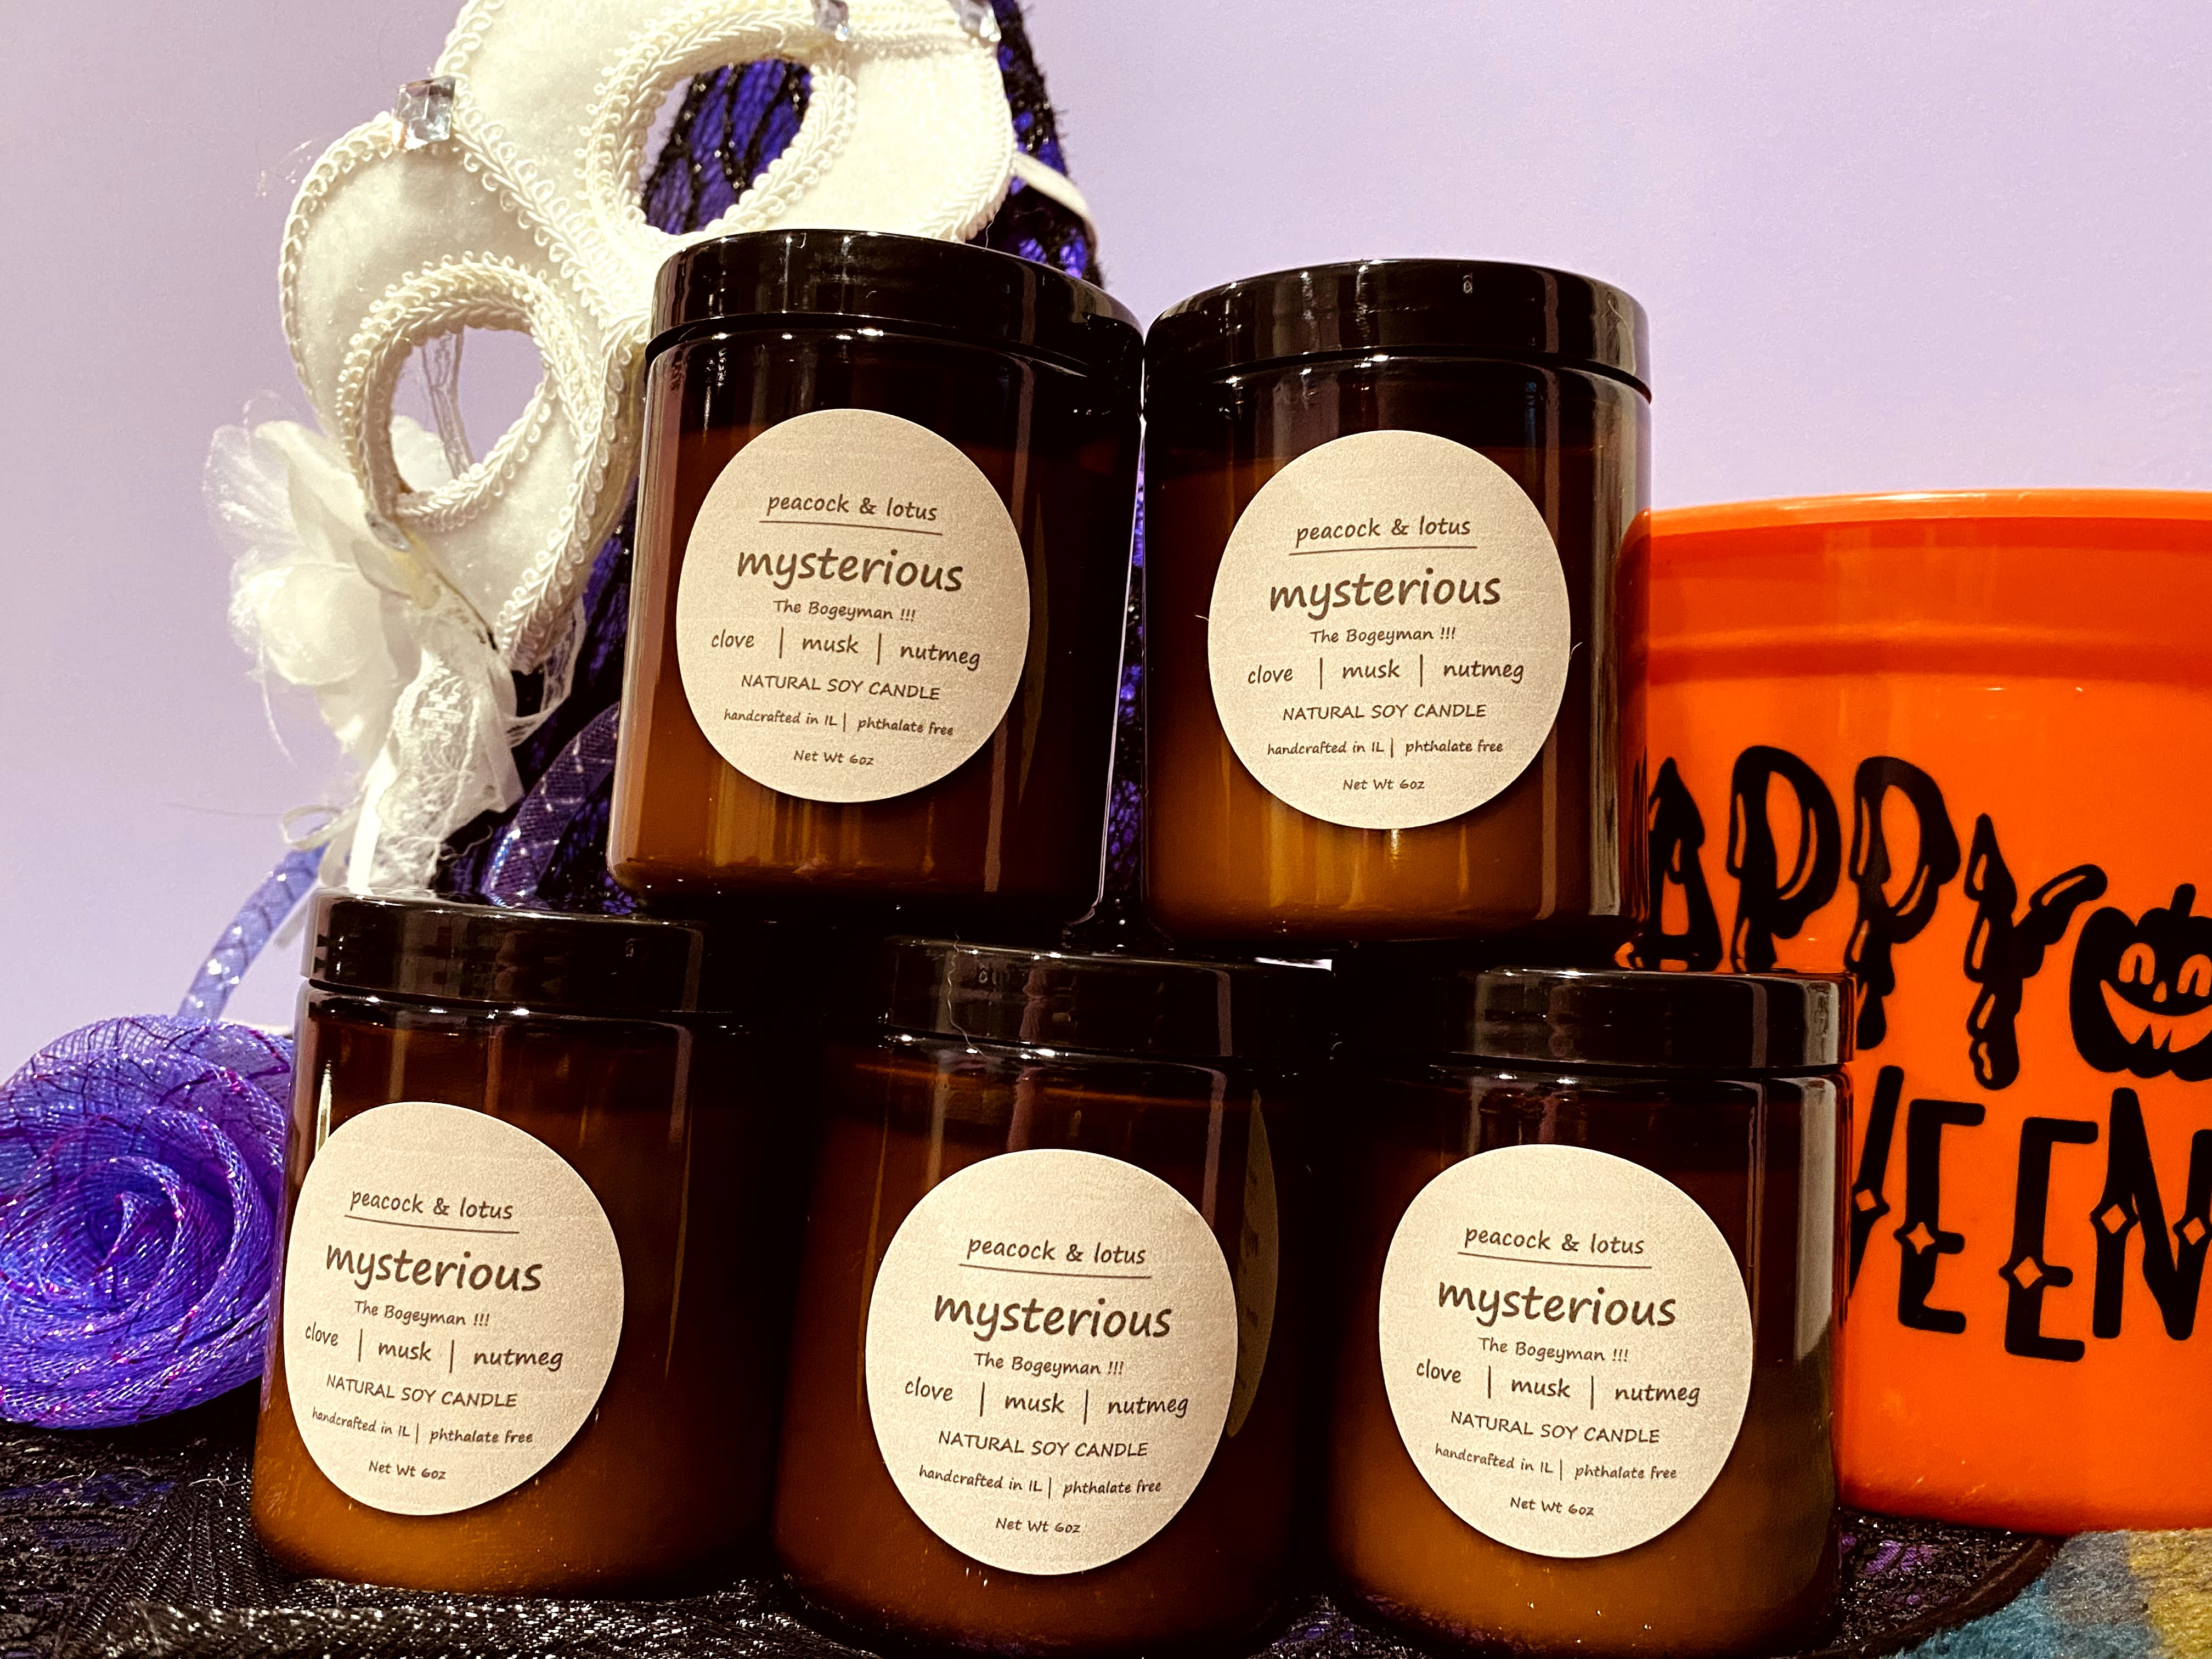 peacock & lotus
mysterious
The Bogeyman !!!
clove | musk | nutmeg
NATURAL SOY CANDLE
handcrafted in IL | phthalate free
Net Wt 6oz
peacock & lotus
mysterious
The Bogeyman !!!
clove | musk | nutmeg
NATURAL SOY CANDLE
handcrafted in IL | phthalate free
Net Wt 6oz
APPY
VEEN
peacock & lotus
mysterious
The Bogeyman !!!
clove | musk | nutmeg
NATURAL SOY CANDLE
handcrafted in IL | phthalate free
Net Wt 6oz
peacock & lotus
mysterious
The Bogeyman !!!
clove | musk | nutmeg
NATURAL SOY CANDLE
handcrafted in IL | phthalate free
Net Wt 6oz
peacock & lotus
mysterious
The Bogeyman !!!
clove | musk | nutmeg
NATURAL SOY CANDLE
handcrafted in IL | phthalate free
Net Wt 6oz